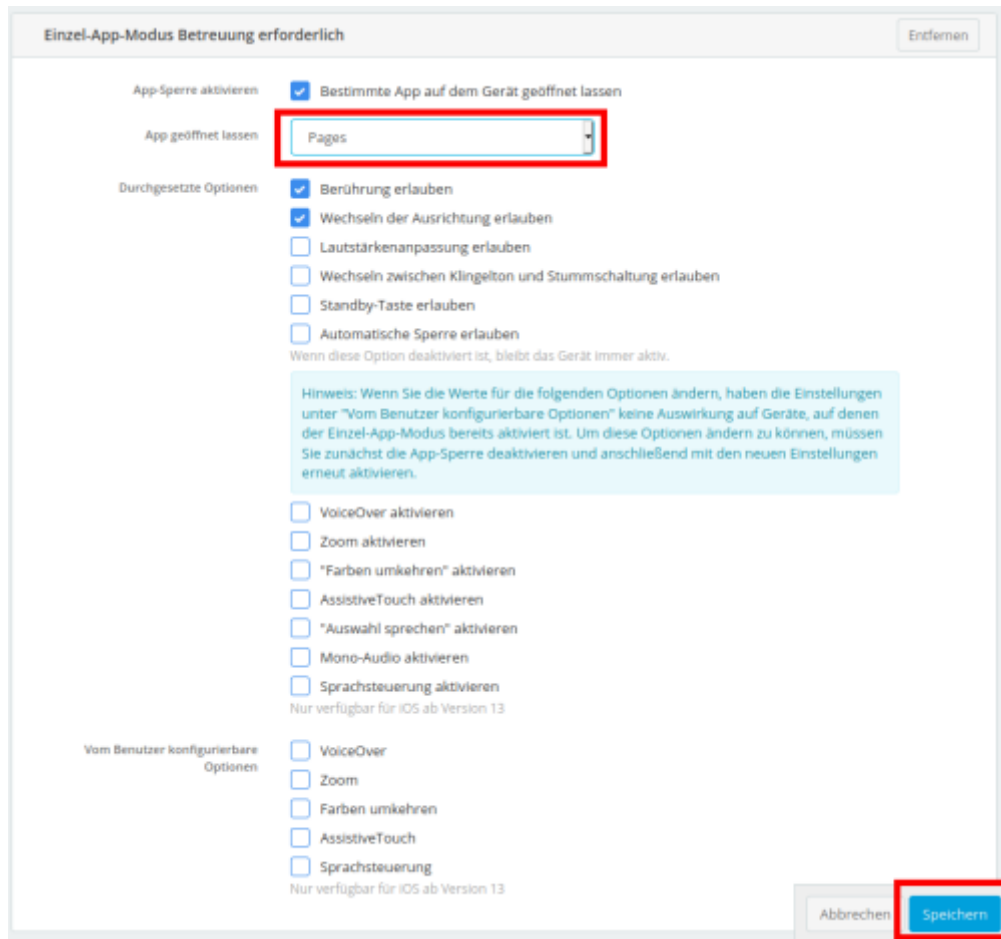 Einzel-App-Modus Betreuung erforderlich
Entfernen
App-Sperre aktivieren
Bestimmte App auf dem Gerät geöffnet lassen
App geöffnet lassen
Pages
Durchgesetzte Optionen
Berührung erlauben
Wechseln der Ausrichtung erlauben
Lautstärkenanpassung erlauben
Wechseln zwischen Klingelton und Stummschaltung erlauben
Standby-Taste erlauben
Automatische Sperre erlauben
Wenn diese Option deaktiviert ist, bleibt das Gerät immer aktiv.
Hinweis: Wenn Sie die Werte für die folgenden Optionen ändern, haben die Einstellungen
unter "Vom Benutzer konfigurierbare Optionen" keine Auswirkung auf Geräte, auf denen
der Einzel-App-Modus bereits aktiviert ist. Um diese Optionen ändern zu können, müssen
Sie zunächst die App-Sperre deaktivieren und anschließend mit den neuen Einstellungen
erneut aktivieren.
VoiceOver aktivieren
Zoom aktivieren
"Farben umkehren" aktivieren
AssistiveTouch aktivieren
"Auswahl sprechen" aktivieren
Mono-Audio aktivieren
Sprachsteuerung aktivieren
Nur verfügbar für iOS ab Version 13
Vom Benutzer konfigurierbare
Optionen
VoiceOver
Zoom
Farben umkehren
AssistiveTouch
Sprachsteuerung
Nur verfügbar für iOS ab Version 13
Abbrechen
Speichern